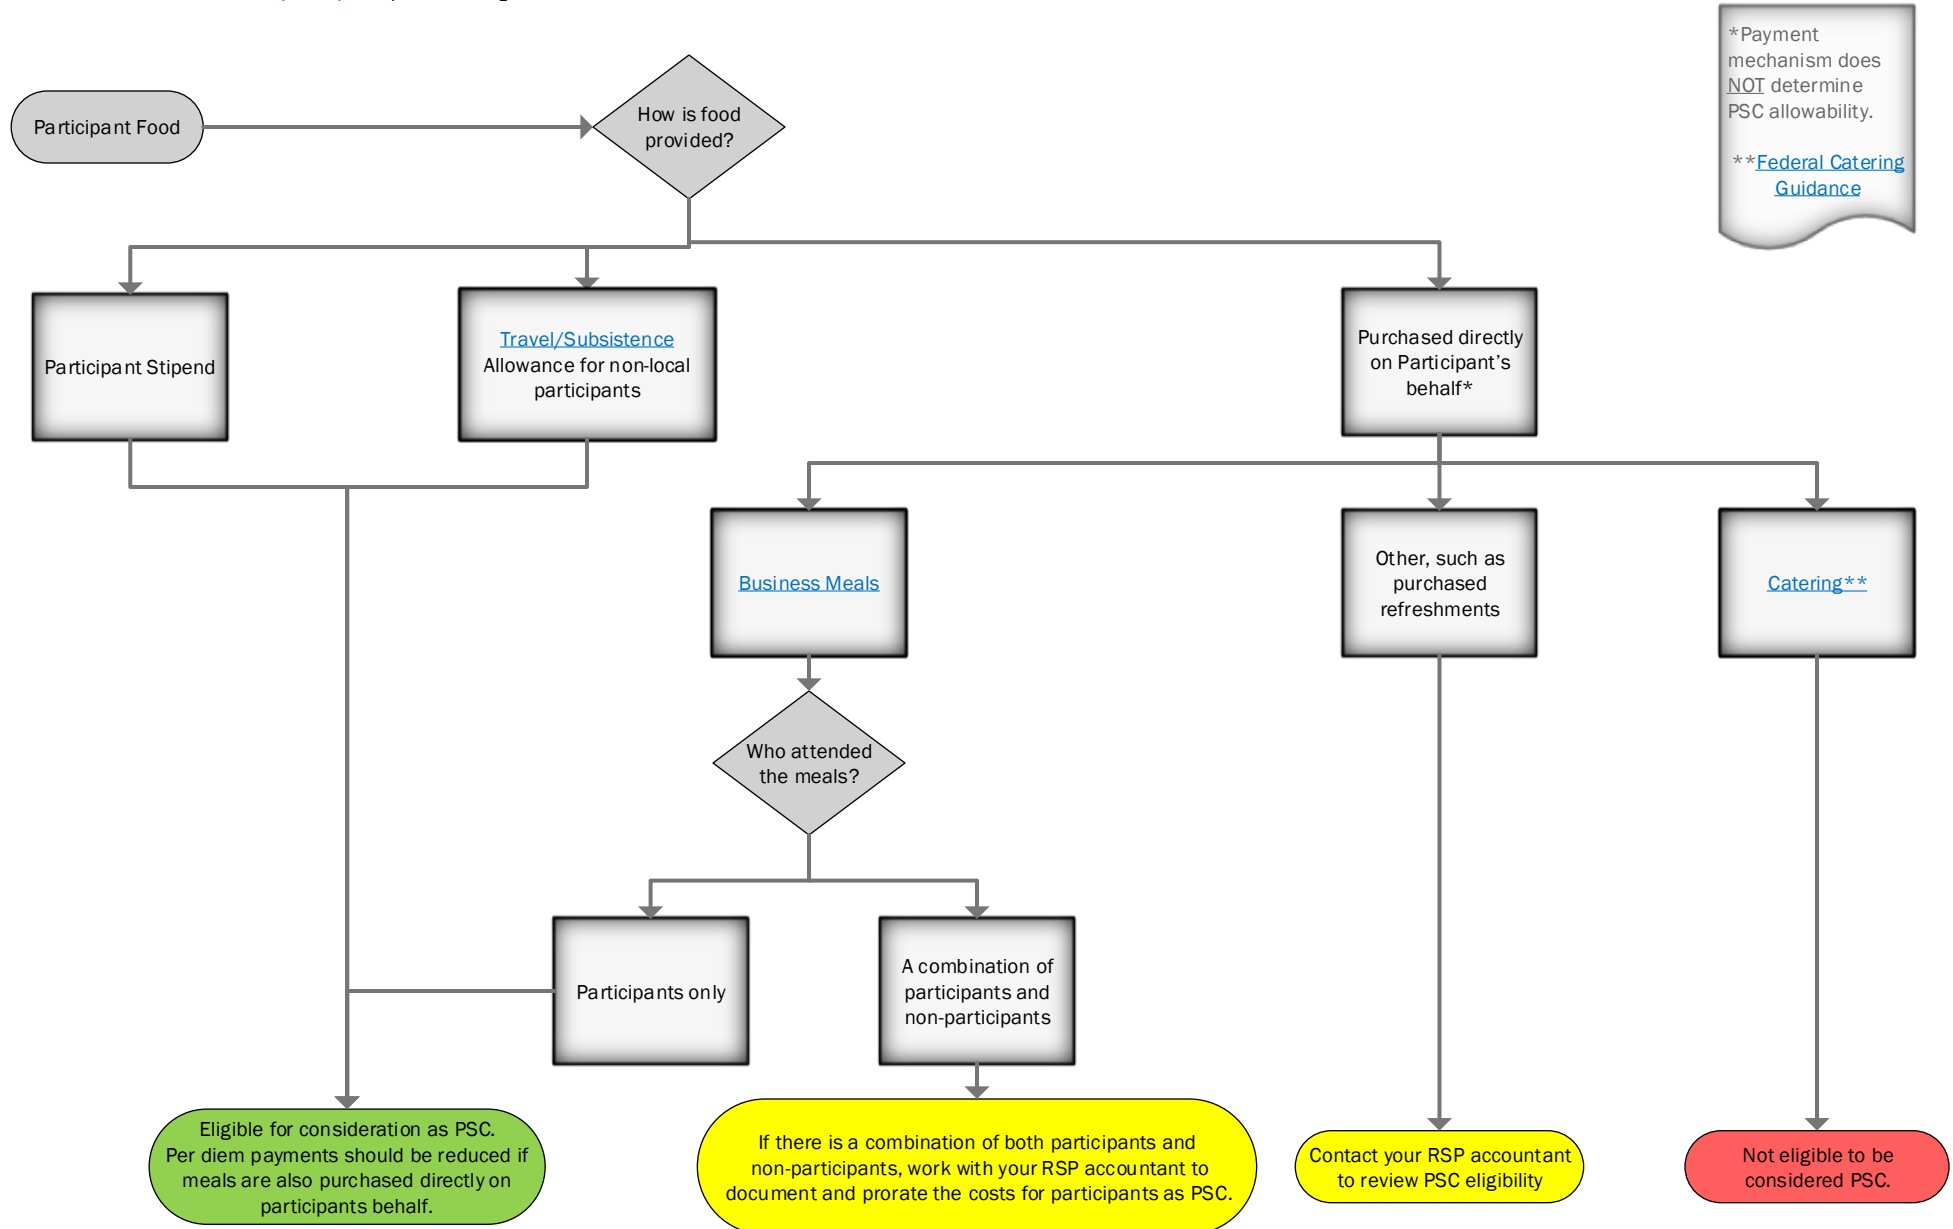 *Payment
mechanism does
NOT determine
PSC allowability.
**Federal Catering
Guidance
Participant Food
How is food
provided?
Participant Stipend
Travel/Subsistence
Allowance for non-local
participants
Purchased directly
on Participant’s
behalf*
Business Meals
Other, such as
purchased
refreshments
Catering**
Who attended
the meals?
Participants only
A combination of
participants and
non-participants
Eligible for consideration as PSC.
Per diem payments should be reduced if
meals are also purchased directly on
participants behalf.
If there is a combination of both participants and
non-participants, work with your RSP accountant to
document and prorate the costs for participants as PSC.
Contact your RSP accountant
to review PSC eligibility
Not eligible to be
considered PSC.